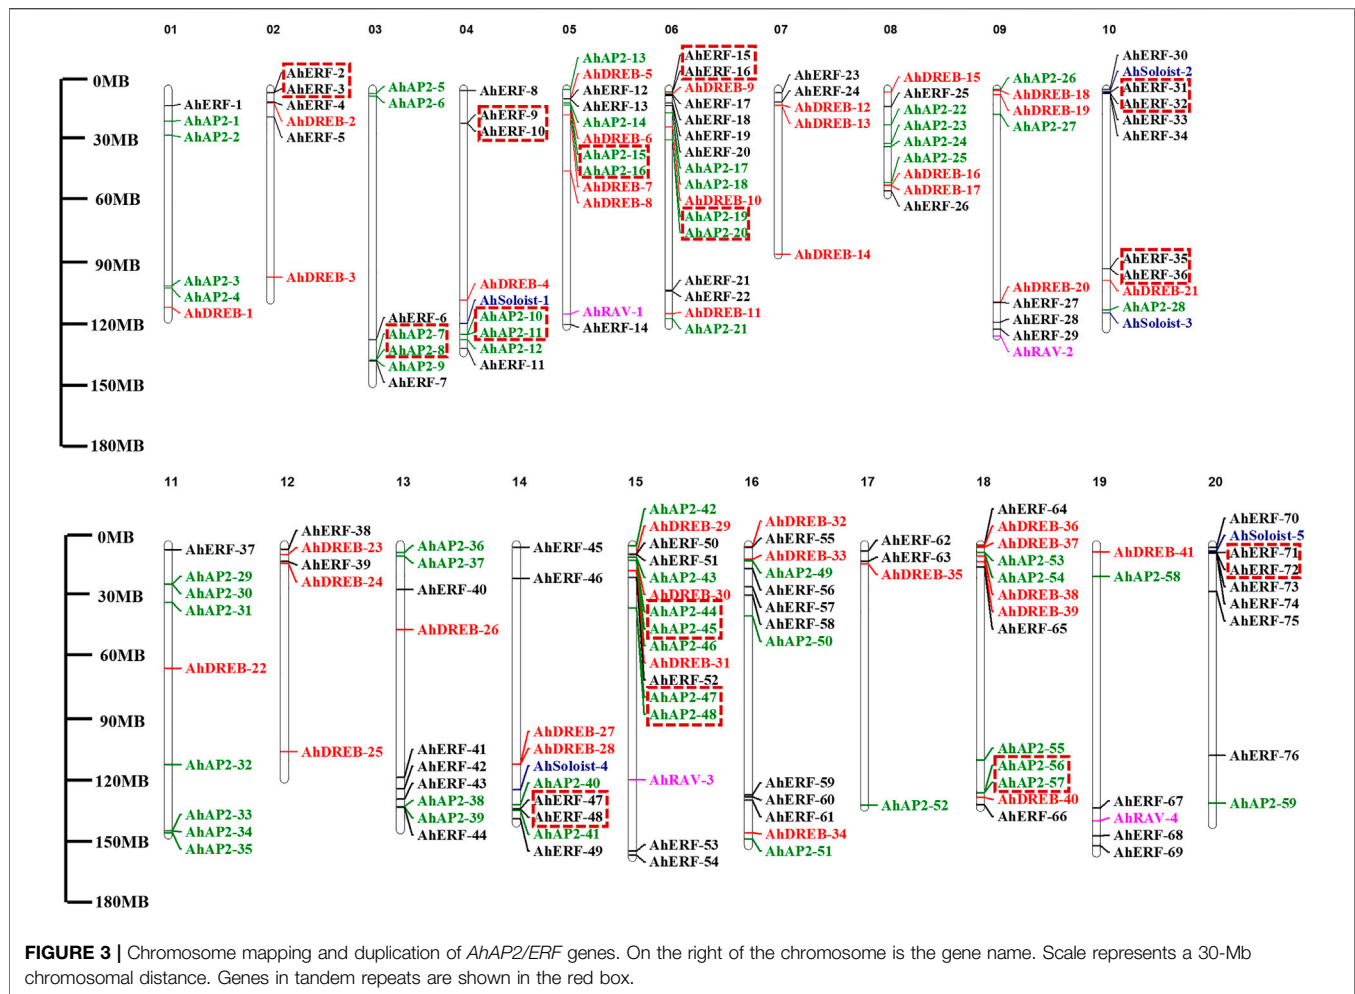 01 02 03 04 05 06 07 08 09 10
0MB
30MB
60MB
90MB
120MB
150MB
180MB
AhERF-1
AhAP2-1
AhAP2-2
AhAP2-3
AhAP2-4
AhDREB-1
AhERF-2
AhERF-3
AhERF-4
AhDREB-2
AhERF-5
AhDREB-3
AhAP2-5
AhAP2-6
AhERF-6
AhAP2-7
AhAP2-8
AhAP2-9
AhERF-7
AhERF-8
AhERF-9
AhERF-10
AhDREB-4
AhSoloist-1
AhAP2-10
AhAP2-11
AhAP2-12
AhERF-11
AhAP2-13
AhDREB-5
AhERF-12
AhERF-13
AhAP2-14
AhDREB-6
AhAP2-15
AhAP2-16
AhDREB-7
AhDREB-8
AhRAV-1
AhERF-14
AhERF-15
AhERF-16
AhDREB-9
AhERF-17
AhERF-18
AhERF-19
AhERF-20
AhAP2-17
AhAP2-18
AhDREB-10
AhAP2-19
AhAP2-20
AhERF-21
AhERF-22
AhDREB-11
AhAP2-21
AhERF-23
AhERF-24
AhDREB-12
AhDREB-13
AhDREB-14
AhDREB-15
AhERF-25
AhAP2-22
AhAP2-23
AhAP2-24
AhAP2-25
AhDREB-16
AhDREB-17
AhERF-26
AhAP2-26
AhDREB-18
AhDREB-19
AhAP2-27
AhDREB-20
AhERF-27
AhERF-28
AhERF-29
AhRAV-2
AhERF-30
AhSoloist-2
AhERF-31
AhERF-32
AhERF-33
AhERF-34
AhERF-35
AhERF-36
AhDREB-21
AhAP2-28
AhSoloist-3
11 12 13 14 15 16 17 18 19 20
0MB
30MB
60MB
90MB
120MB
150MB
180MB
AhERF-37
AhAP2-29
AhAP2-30
AhAP2-31
AhDREB-22
AhAP2-32
AhAP2-33
AhAP2-34
AhAP2-35
AhERF-38
AhDREB-23
AhERF-39
AhDREB-24
AhDREB-25
AhAP2-36
AhAP2-37
AhERF-40
AhDREB-26
AhERF-41
AhERF-42
AhERF-43
AhAP2-38
AhAP2-39
AhERF-44
AhERF-45
AhERF-46
AhDREB-27
AhDREB-28
AhSoloist-4
AhAP2-40
AhERF-47
AhERF-48
AhAP2-41
AhERF-49
AhAP2-42
AhDREB-29
AhERF-50
AhERF-51
AhAP2-43
AhDREB-30
AhAP2-44
AhAP2-45
AhAP2-46
AhDREB-31
AhERF-52
AhAP2-47
AhAP2-48
AhRAV-3
AhERF-53
AhERF-54
AhDREB-32
AhERF-55
AhDREB-33
AhAP2-49
AhERF-56
AhERF-57
AhERF-58
AhAP2-50
AhERF-59
AhERF-60
AhERF-61
AhDREB-34
AhAP2-51
AhERF-62
AhERF-63
AhDREB-35
AhAP2-52
AhERF-64
AhDREB-36
AhDREB-37
AhAP2-53
AhAP2-54
AhDREB-38
AhDREB-39
AhERF-65
AhAP2-55
AhAP2-56
AhAP2-57
AhDREB-40
AhERF-66
AhDREB-41
AhAP2-58
AhERF-67
AhRAV-4
AhERF-68
AhERF-69
AhERF-70
AhSoloist-5
AhERF-71
AhERF-72
AhERF-73
AhERF-74
AhERF-75
AhERF-76
AhAP2-59
FIGURE 3 | Chromosome mapping and duplication of AhAP2/ERF genes. On the right of the chromosome is the gene name. Scale represents a 30-Mb
chromosomal distance. Genes in tandem repeats are shown in the red box.